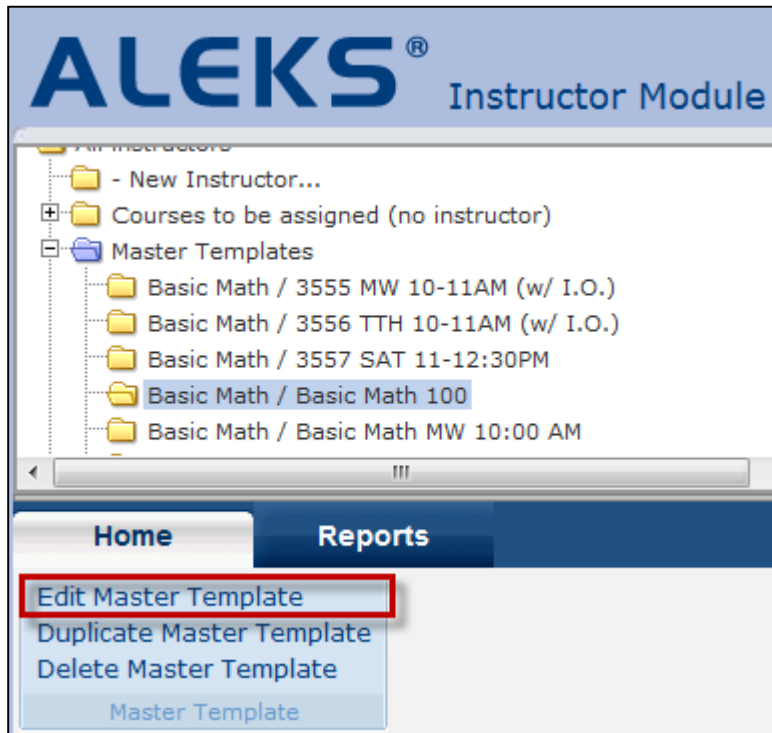 ALEKS® Instructor Module
All Instructors
- New Instructor...
Courses to be assigned (no instructor)
Master Templates
Basic Math / 3555 MW 10-11AM (w/ I.O.)
Basic Math / 3556 TTH 10-11AM (w/ I.O.)
Basic Math / 3557 SAT 11-12:30PM
Basic Math / Basic Math 100
Basic Math / Basic Math MW 10:00 AM
Home Reports
Edit Master Template
Duplicate Master Template
Delete Master Template
Master Template